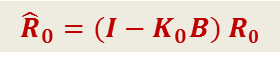 R̂₀ = (I − K₀B) R₀